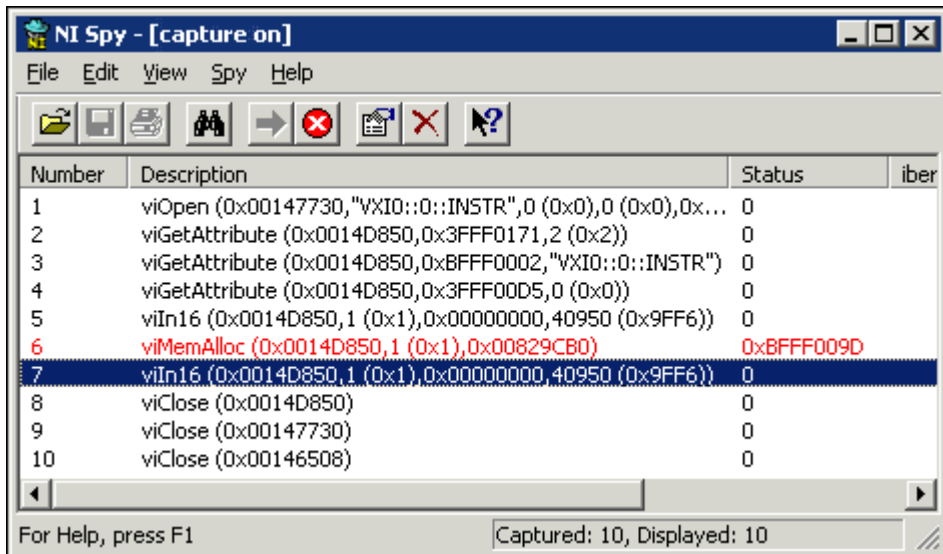 NI Spy - [capture on]
File Edit View Spy Help
Number Description Status iber
1 viOpen (0x00147730,"VXI0::0::INSTR",0 (0x0),0 (0x0),0x... 0
2 viGetAttribute (0x0014D850,0x3FFF0171,2 (0x2)) 0
3 viGetAttribute (0x0014D850,0xBFFF0002,"VXI0::0::INSTR") 0
4 viGetAttribute (0x0014D850,0x3FFF00D5,0 (0x0)) 0
5 viIn16 (0x0014D850,1 (0x1),0x00000000,40950 (0x9FF6)) 0
6 viMemAlloc (0x0014D850,1 (0x1),0x00829CB0) 0xBFFF009D
7 viIn16 (0x0014D850,1 (0x1),0x00000000,40950 (0x9FF6)) 0
8 viClose (0x0014D850) 0
9 viClose (0x00147730) 0
10 viClose (0x00146508) 0
For Help, press F1 Captured: 10, Displayed: 10